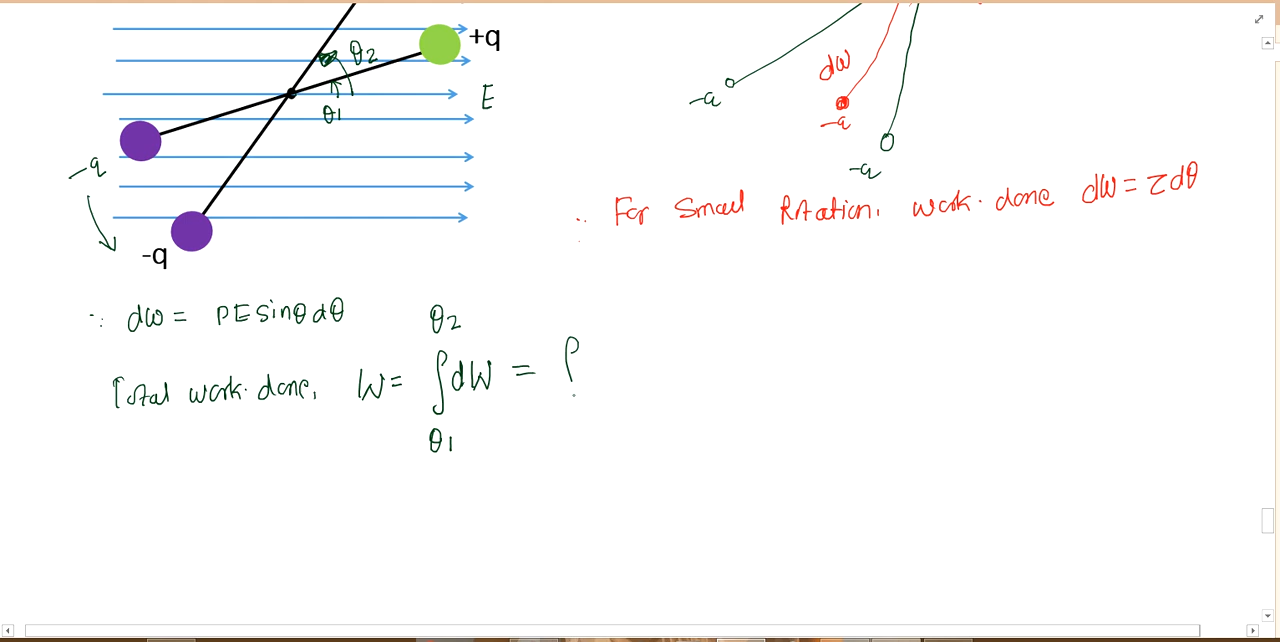 +q
θ2
E
θ1
-q
-q
dW
-q
-q
-q
∴ For Small Rotation, work done dW = τdθ
∴ dW = PE Sinθ dθ
Total work done, W = ∫dW = ∫
θ2
θ1